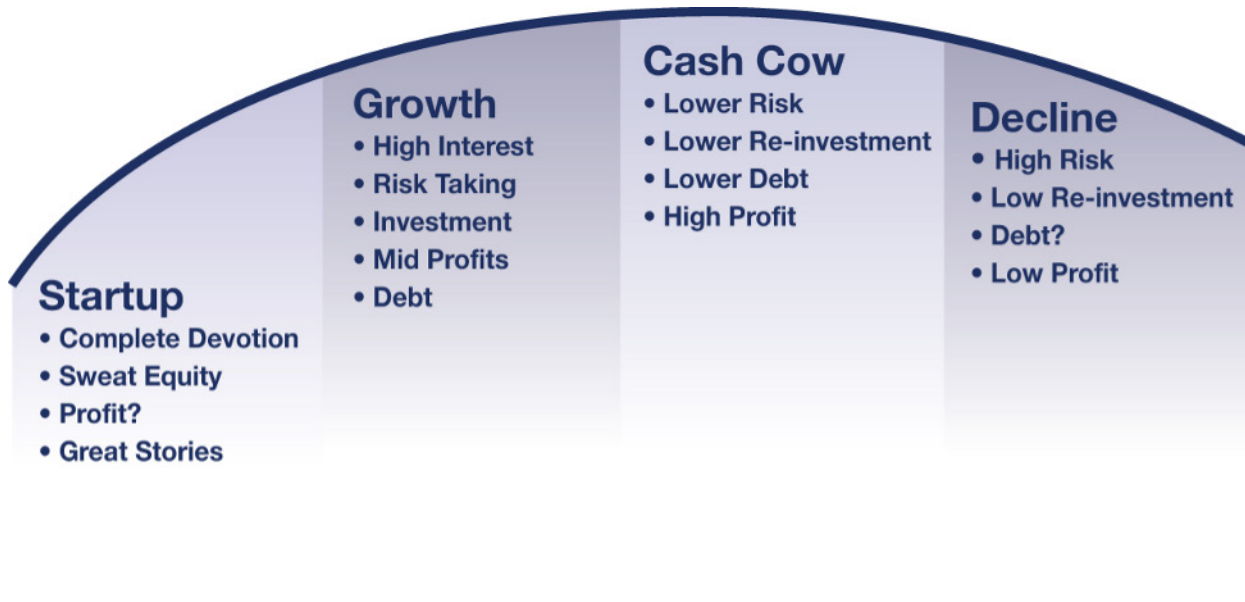 Startup
• Complete Devotion
• Sweat Equity
• Profit?
• Great Stories
Growth
• High Interest
• Risk Taking
• Investment
• Mid Profits
• Debt
Cash Cow
• Lower Risk
• Lower Re-investment
• Lower Debt
• High Profit
Decline
• High Risk
• Low Re-investment
• Debt?
• Low Profit